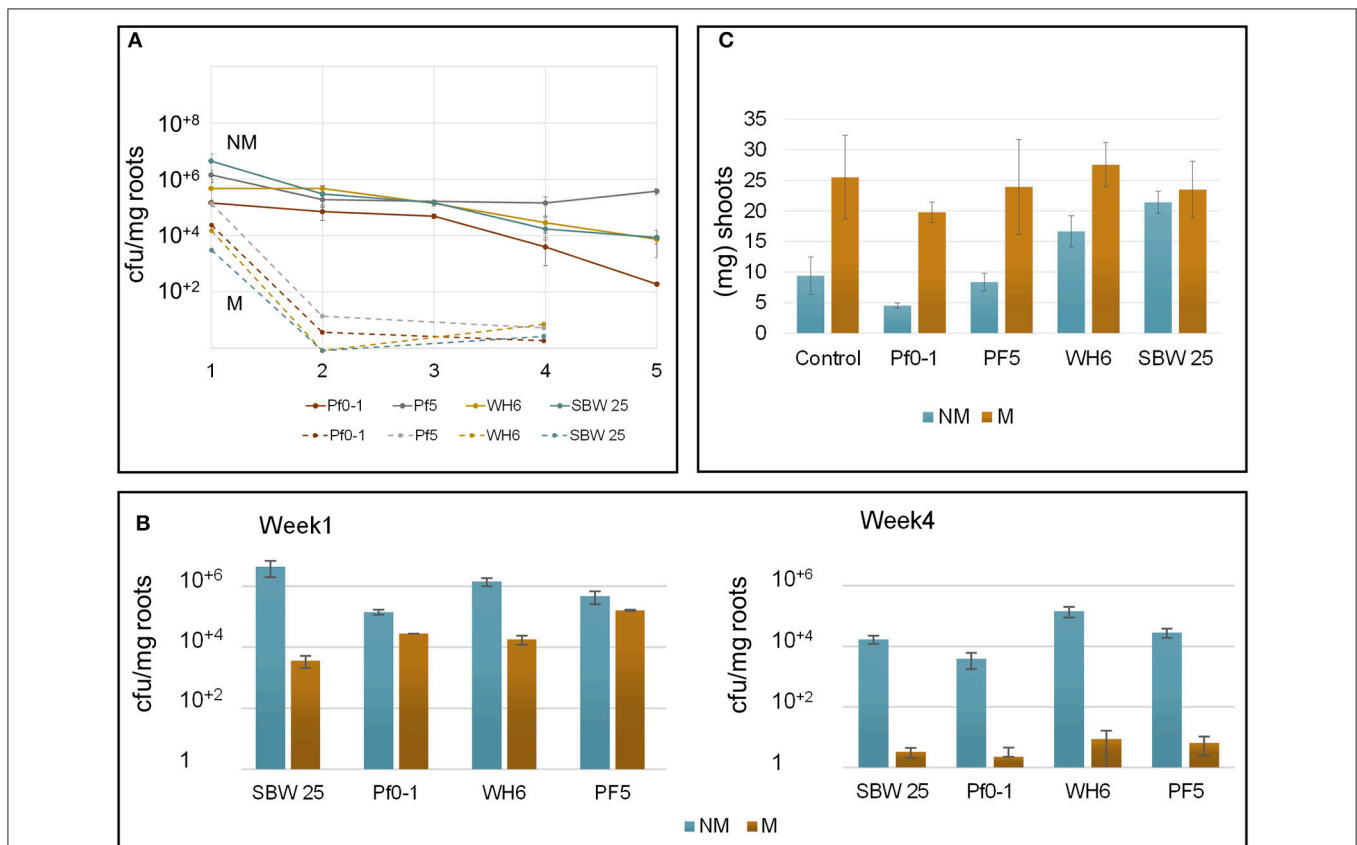 A
cfu/mg roots
10+8
10+6
10+4
10+2
NM
M
1 2 3 4 5
Pf0-1 Pf5 WH6 SBW 25
Pf0-1 Pf5 WH6 SBW 25
C
(mg) shoots
35
30
25
20
15
10
5
0
Control Pf0-1 PF5 WH6 SBW 25
NM M
B
Week1
cfu/mg roots
10+6
10+4
10+2
1
SBW 25 Pf0-1 WH6 PF5
Week4
cfu/mg roots
10+6
10+4
10+2
1
SBW 25 Pf0-1 WH6 PF5
NM M